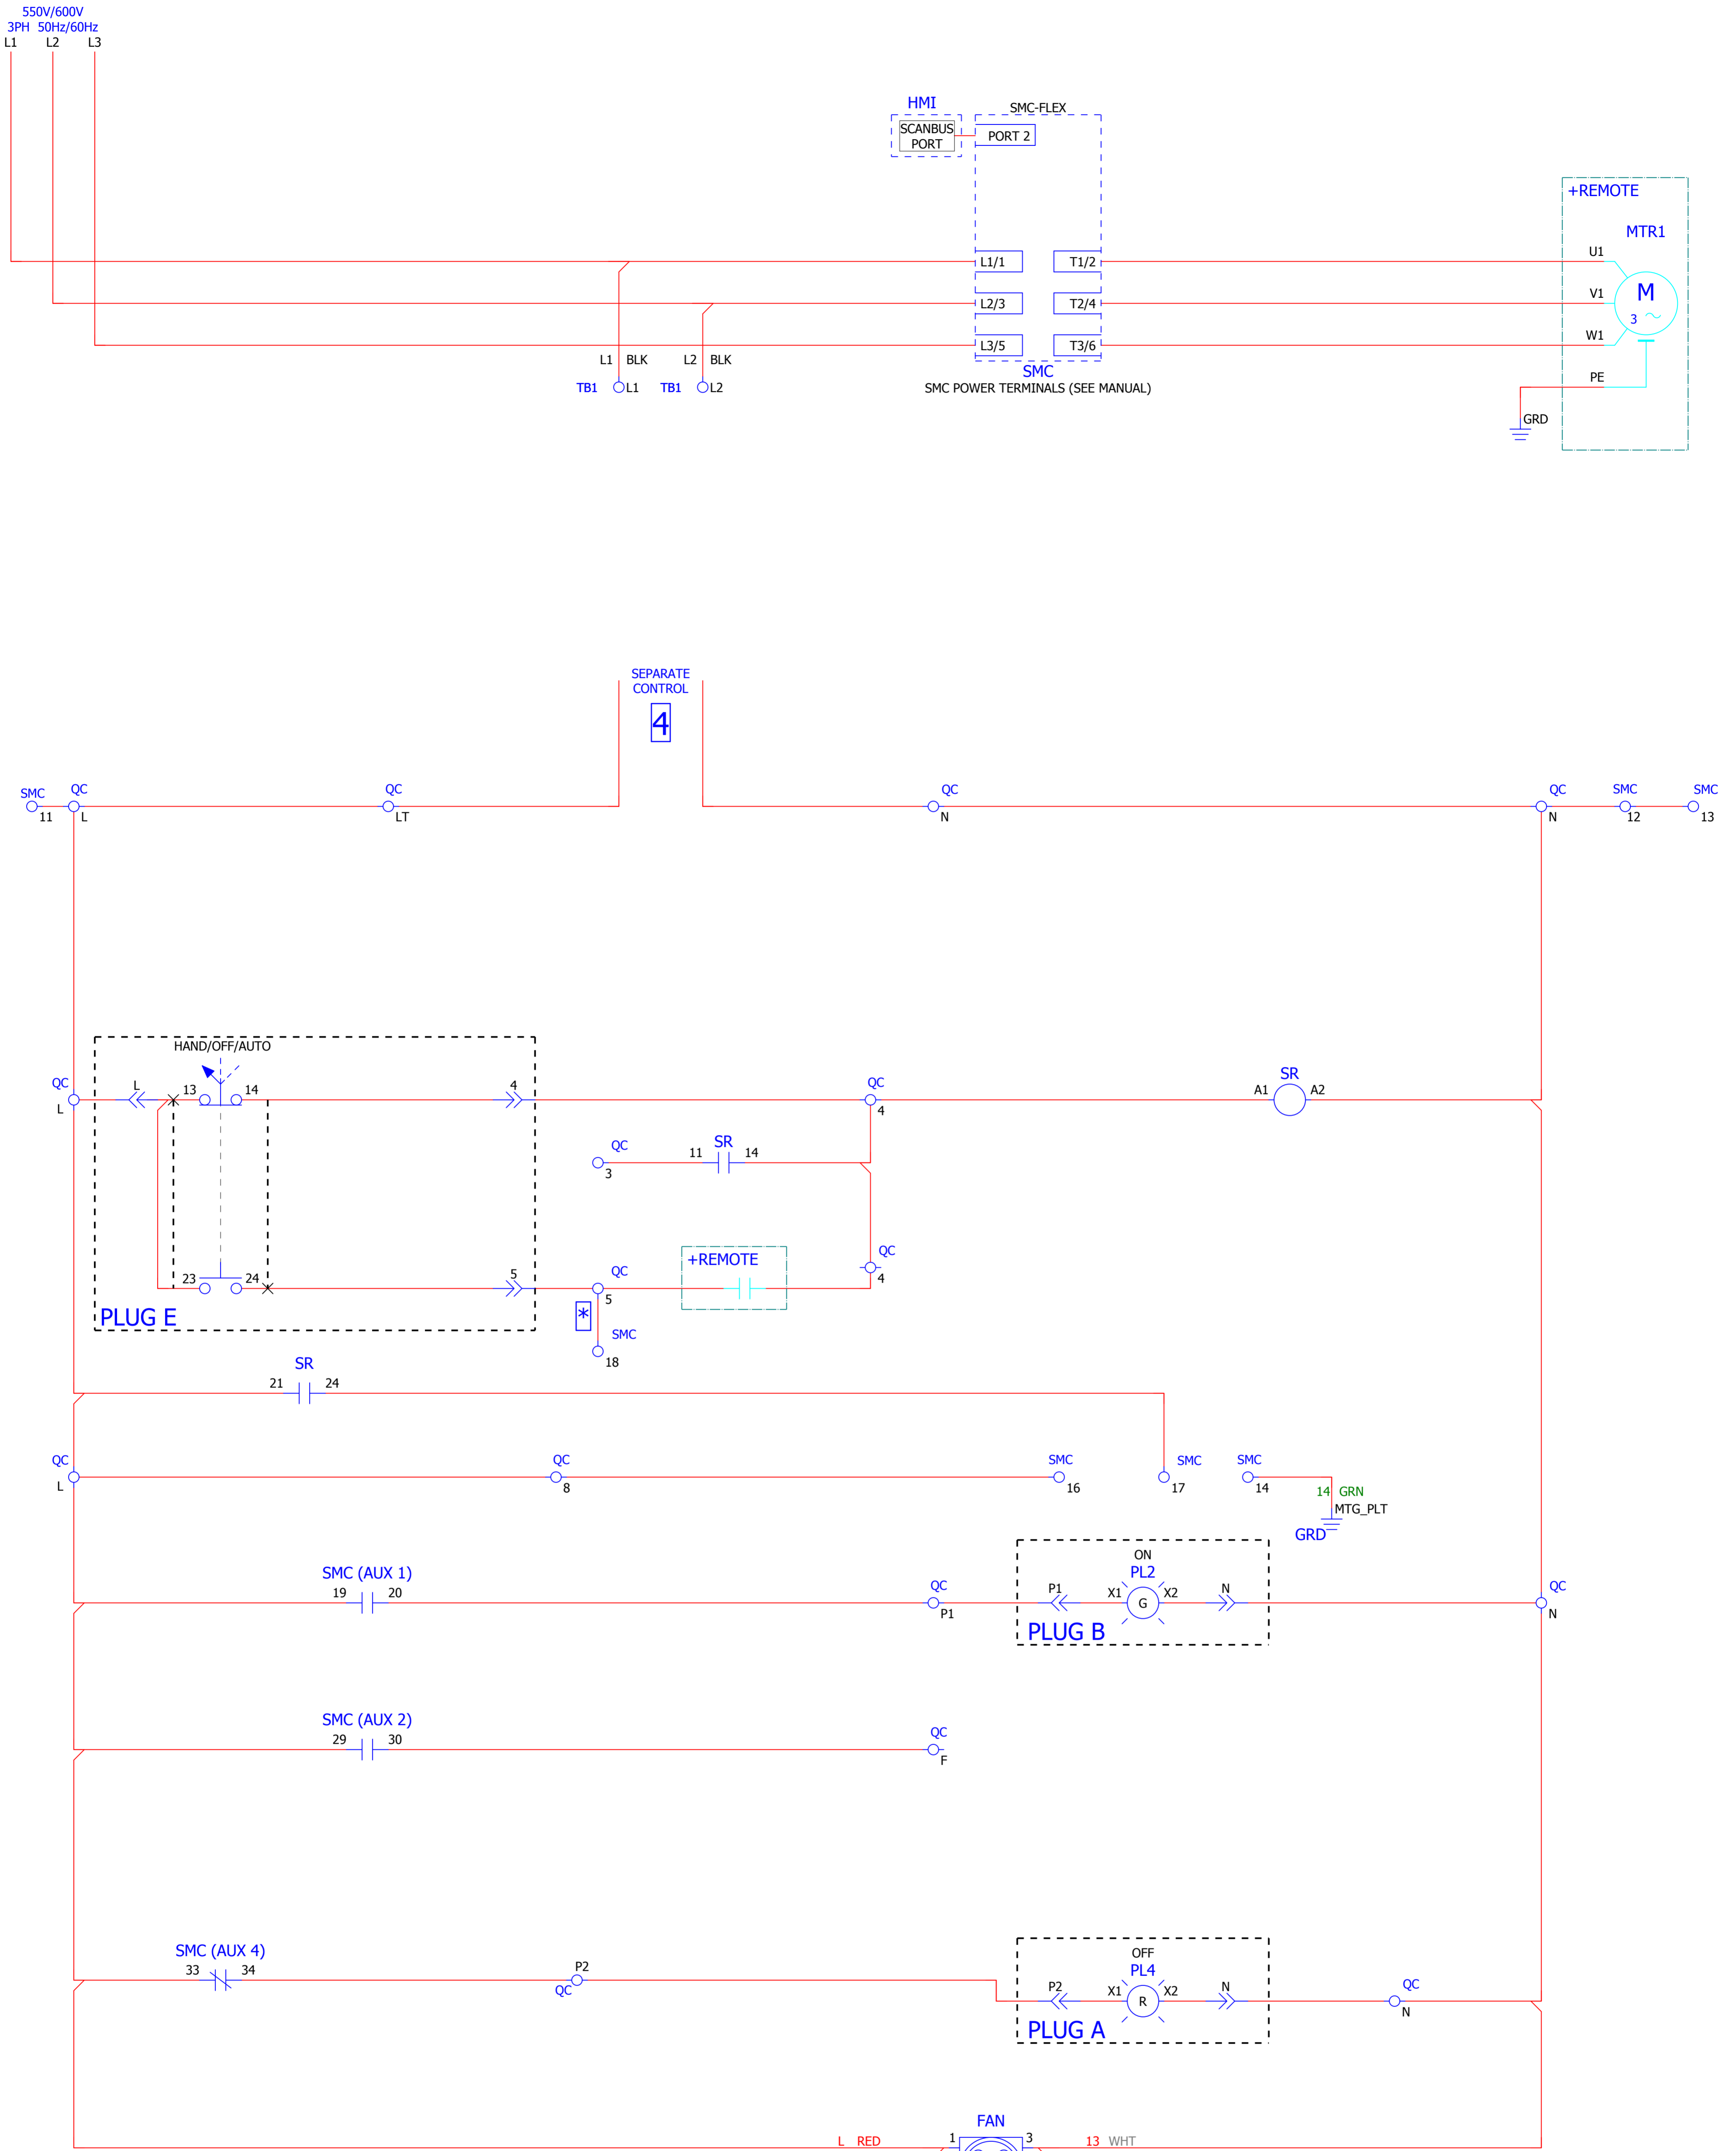 550V/600V
3PH 50Hz/60Hz
L1 L2 L3
HMI
SMC-FLEX
SCANBUS
PORT
PORT 2
+REMOTE
MTR1
L1/1 T1/2 U1
L2/3 T2/4 V1 M
3
L3/5 T3/6 W1
L1 BLK L2 BLK
SMC
TB1 L1 TB1 L2
SMC POWER TERMINALS (SEE MANUAL)
PE
GRD
SEPARATE
CONTROL
4
SMC QC QC QC QC SMC SMC
11 L LT N N 12 13
HAND/OFF/AUTO
QC L 13 14 4 QC SR
L 4 A1 A2
QC 11 SR 14
3
+REMOTE QC
4
23 24 5 QC
5
PLUG E
*
SMC
18
SR
21 24
QC QC SMC SMC SMC
L 8 16 17 14
14 GRN
MTG_PLT
GRD
ON
PL2
SMC (AUX 1)
19 20 QC P1 X1 G X2 N QC
P1 N
PLUG B
SMC (AUX 2)
29 30 QC
F
OFF
SMC (AUX 4) PL4
33 34 P2
QC
P2 X1 R X2 N QC
N
PLUG A
FAN
L RED 1 3 13 WHT